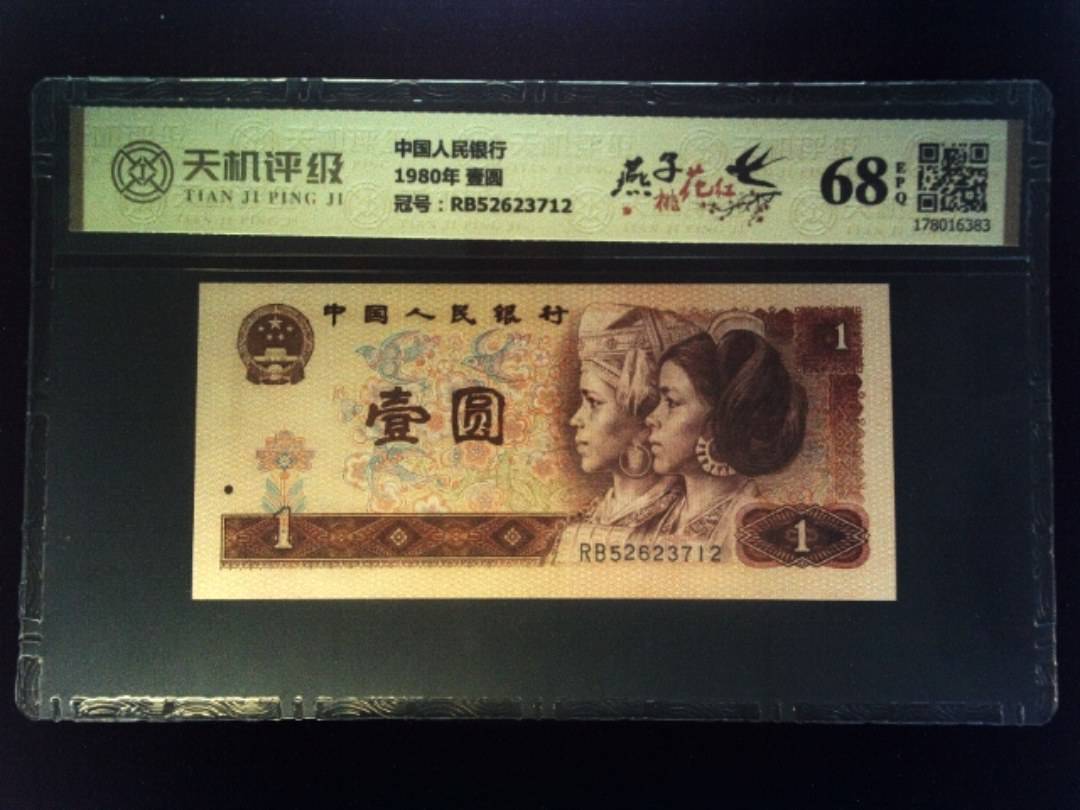 天机评级
TIAN JI PING JI
中国人民银行
1980年 壹圆
冠号：RB52623712
燕子
桃花红
68
EPQ
178016383
中国人民银行
1
壹圆
1
RB52623712
1